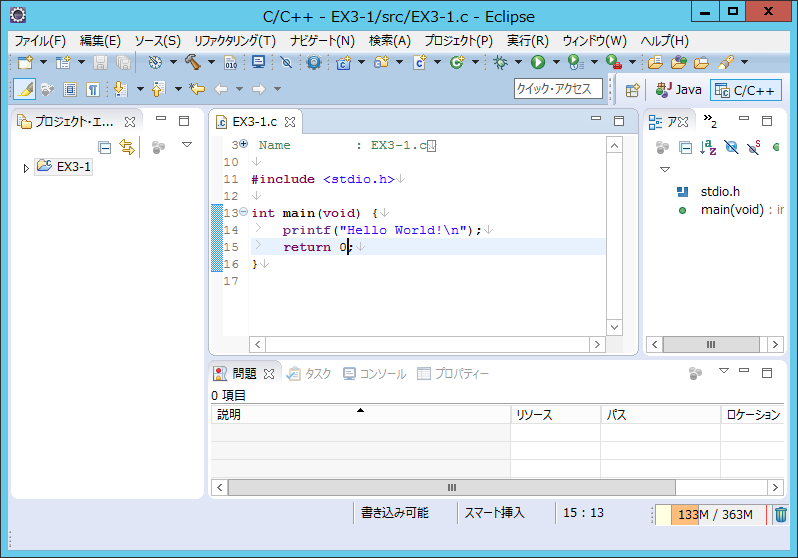 C/C++ - EX3-1/src/EX3-1.c - Eclipse
ファイル(F) 編集(E) ソース(S) リファクタリング(T) ナビゲート(N) 検索(A) プロジェクト(P) 実行(R) ウィンドウ(W) ヘルプ(H)
クイック・アクセス Java C/C++
プロジェクト・エ... EX3-1.c ア »2
EX3-1
3 Name : EX3-1.c
10
11 #include <stdio.h>
12
13 int main(void) {
14 printf("Hello World!\n");
15 return 0;
16 }
17
stdio.h
main(void) : ir
問題 タスク コンソール プロパティー
0 項目
説明 リソース パス ロケーション
書き込み可能 スマート挿入 15 : 13 133M / 363M